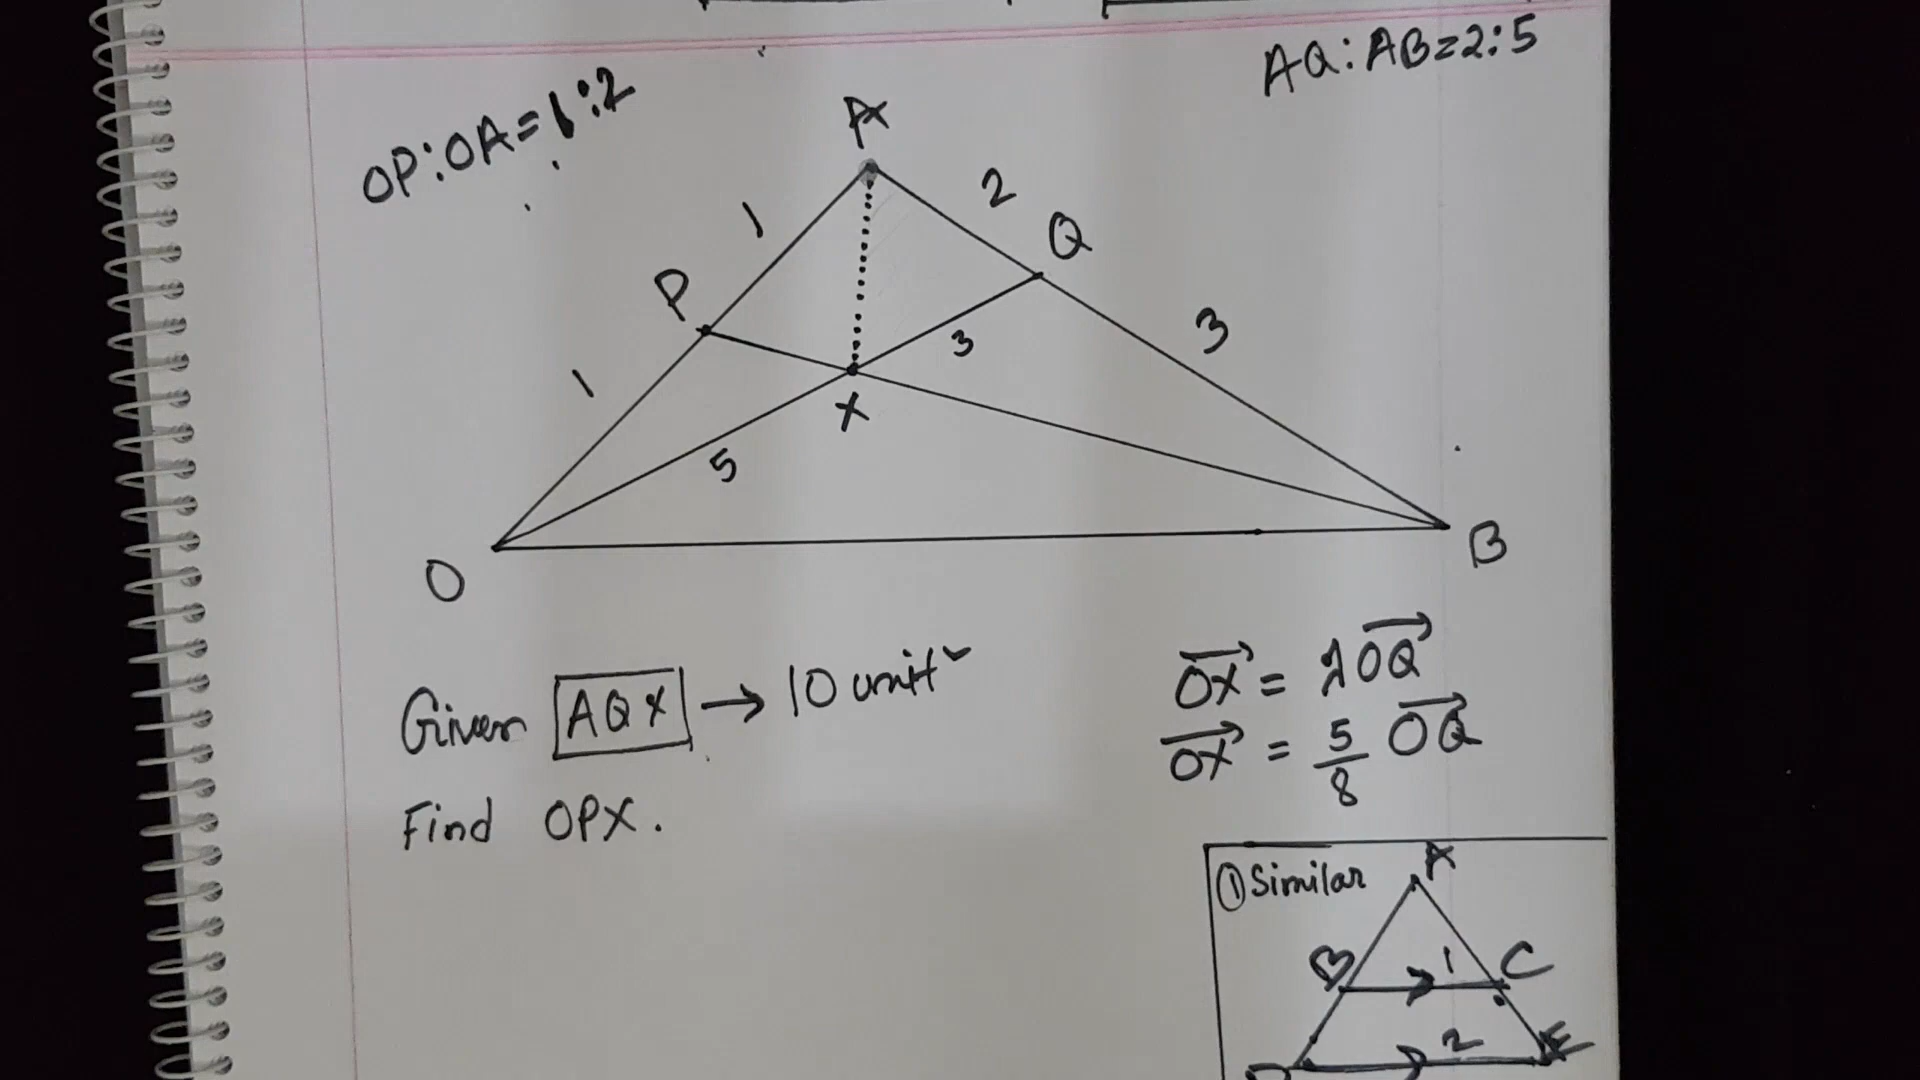 AQ:AB=2:5
OP:OA=1:2
A
1
2
P
Q
1
3
3
X
5
O
B
Given AQX → 10 unit²
Find OPX.
OX = λOQ
OX = 5/8 OQ
① Similar
A
B
1
C
2
E